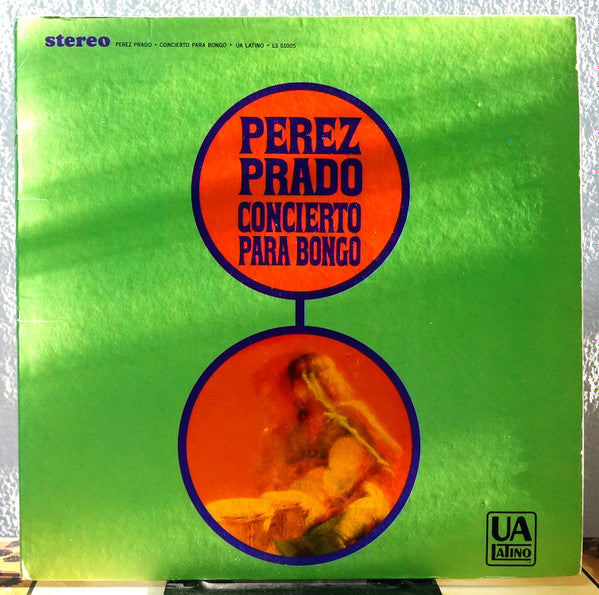 stereo PEREZ PRADO • CONCIERTO PARA BONGO • UA LATINO • LS 61005
PEREZ
PRADO
CONCIERTO
PARA BONGO
UA
LATINO